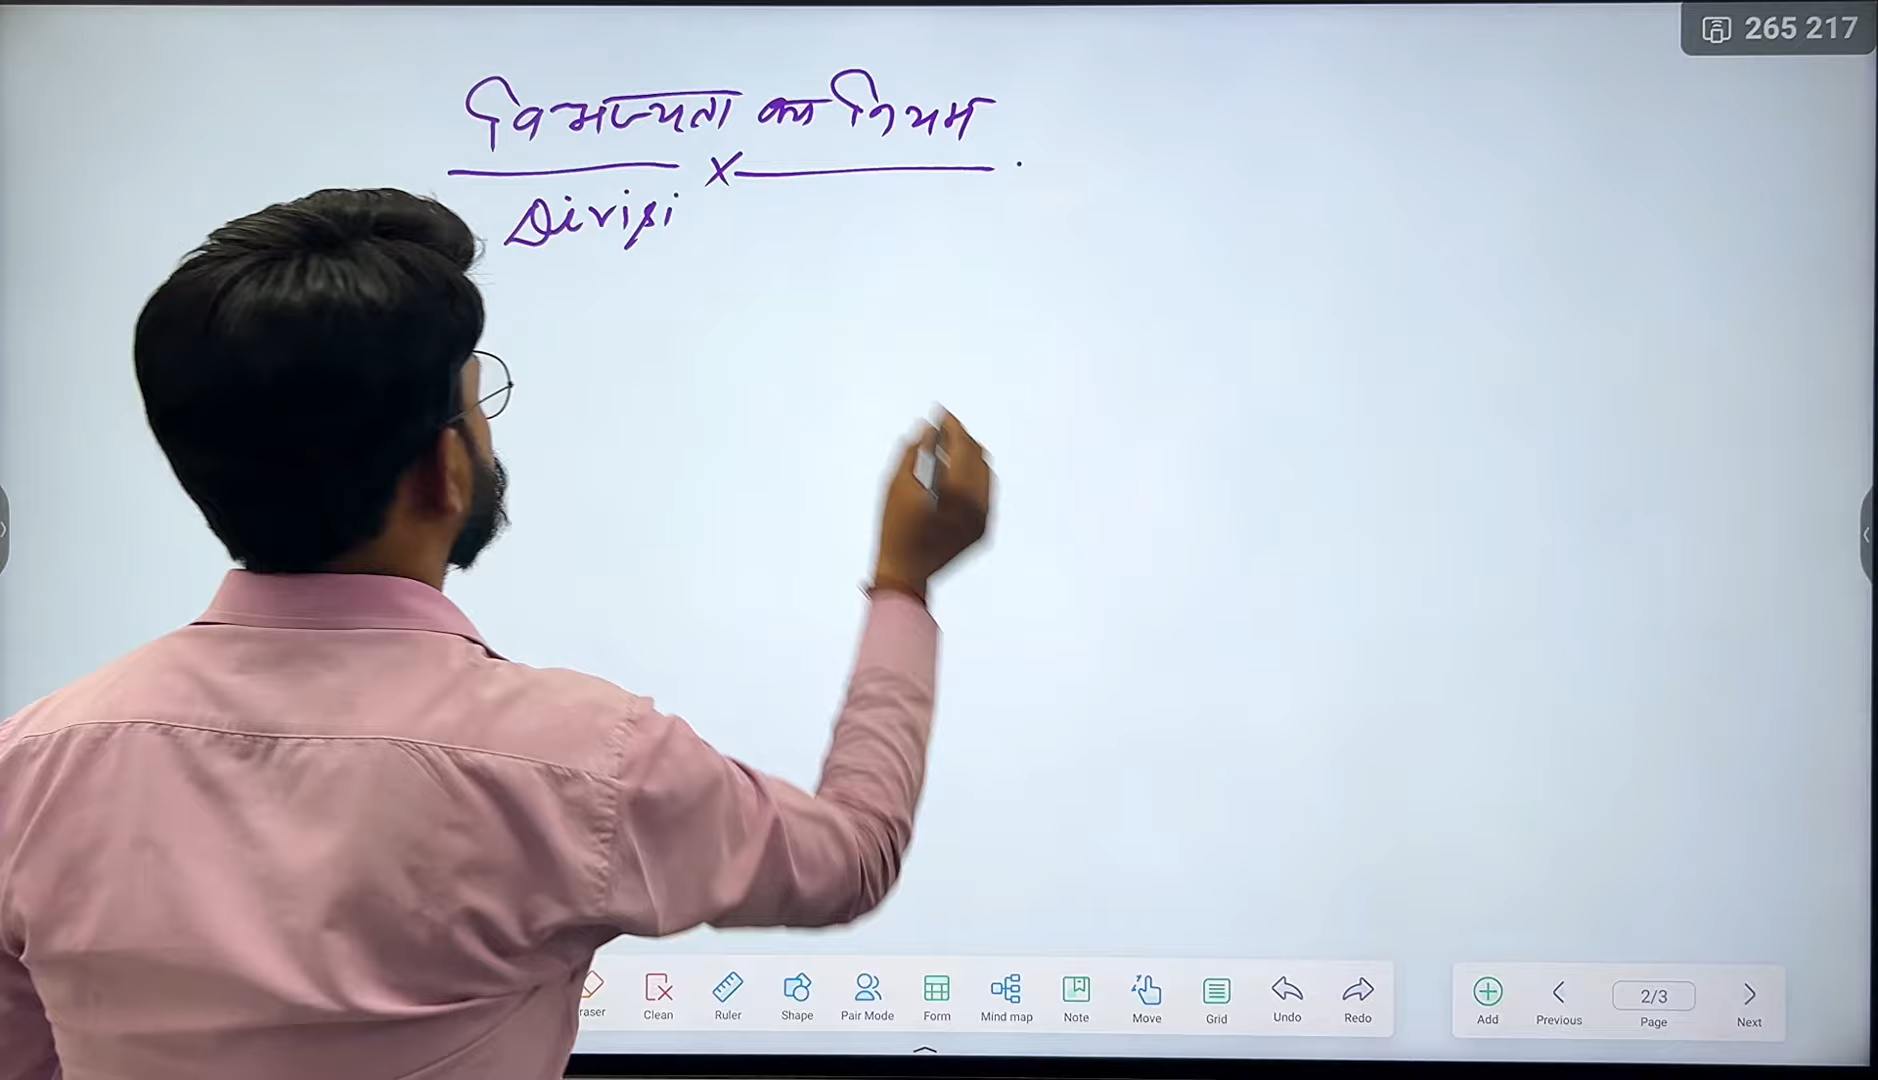 265 217
विभाज्यता का नियम
x
Divisi
raser Clean Ruler Shape Pair Mode Form Mind map Note Move Grid Undo Redo Add Previous 2/3 Page Next